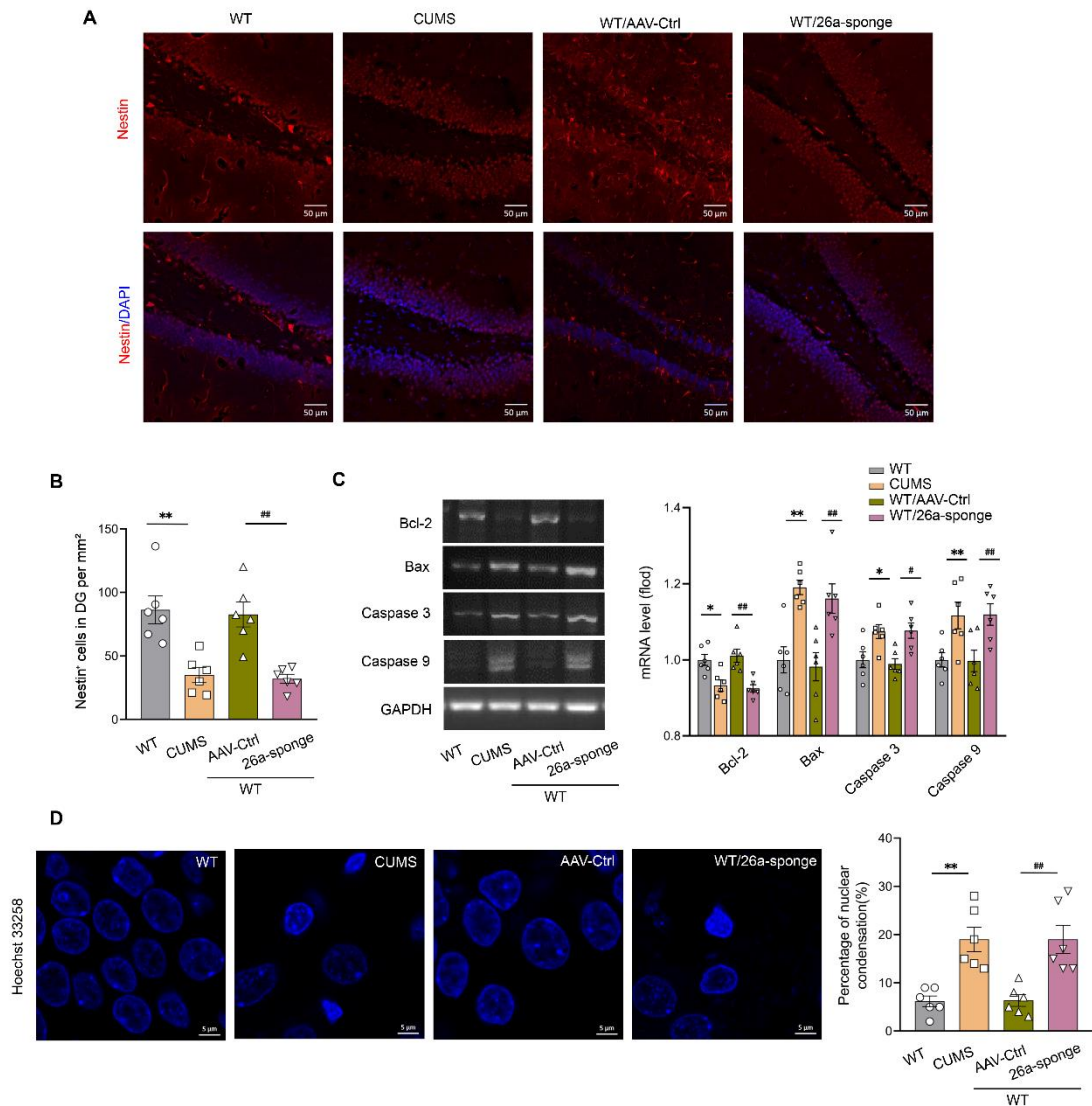 A
WT
CUMS
WT/AAV-Ctrl
WT/26a-sponge
Nestin
50 μm
50 μm
50 μm
50 μm
Nestin/DAPI
50 μm
50 μm
50 μm
50 μm
B
Nestin⁺ cells in DG per mm²
150
100
50
0
**
##
WT
CUMS
AAV-Ctrl
26a-sponge
WT
C
Bcl-2
Bax
Caspase 3
Caspase 9
GAPDH
WT
CUMS
AAV-Ctrl
26a-sponge
WT
WT
CUMS
WT/AAV-Ctrl
WT/26a-sponge
mRNA level (flod)
1.4
1.2
1.0
0.8
*
##
**
##
*
#
**
##
Bcl-2
Bax
Caspase 3
Caspase 9
D
Hoechst 33258
WT
5 μm
CUMS
5 μm
AAV-Ctrl
5 μm
WT/26a-sponge
5 μm
Percentage of nuclear
condensation(%)
40
30
20
10
0
**
##
WT
CUMS
AAV-Ctrl
26a-sponge
WT